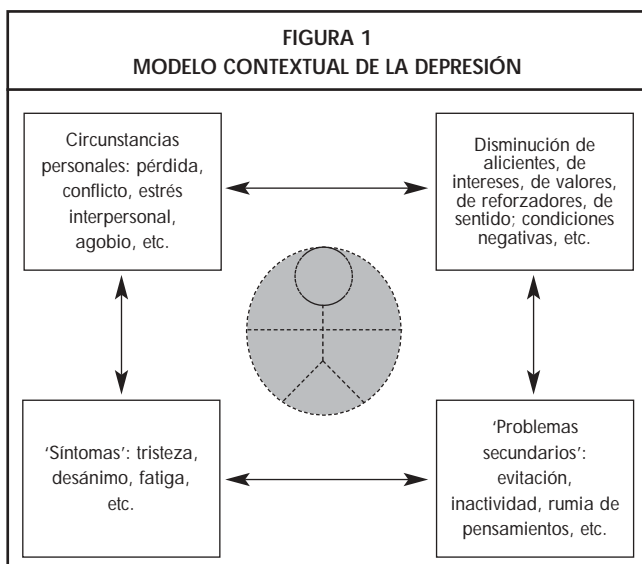 FIGURA 1
MODELO CONTEXTUAL DE LA DEPRESIÓN
Circunstancias
personales: pérdida,
conflicto, estrés
interpersonal,
agobio, etc.
Disminución de
alicientes, de
intereses, de valores,
de reforzadores, de
sentido; condiciones
negativas, etc.
‘Síntomas’: tristeza,
desánimo, fatiga,
etc.
‘Problemas
secundarios’:
evitación,
inactividad, rumia de
pensamientos, etc.